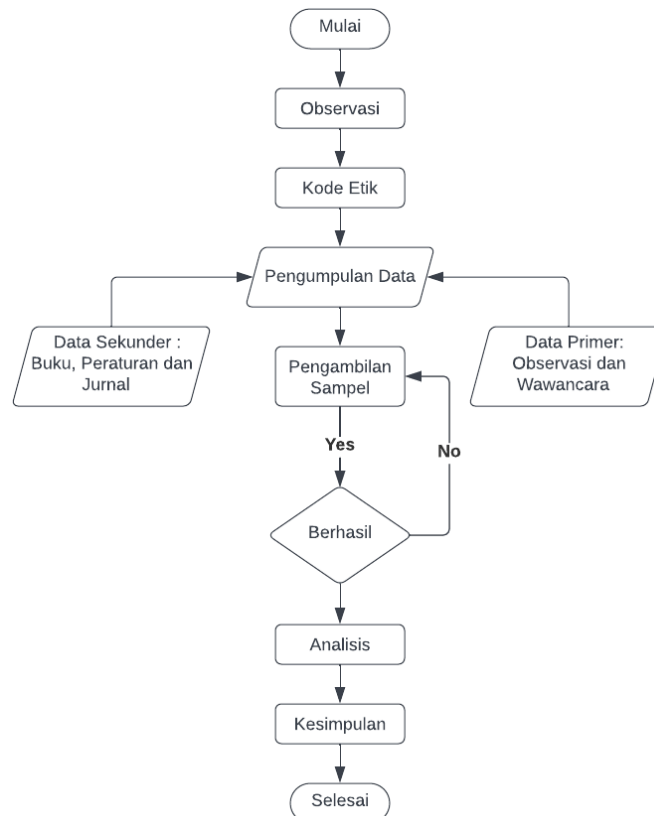 Mulai
Observasi
Kode Etik
Pengumpulan Data
Data Sekunder :
Buku, Peraturan dan
Jurnal
Data Primer:
Observasi dan
Wawancara
Pengambilan
Sampel
Yes
No
Berhasil
Analisis
Kesimpulan
Selesai